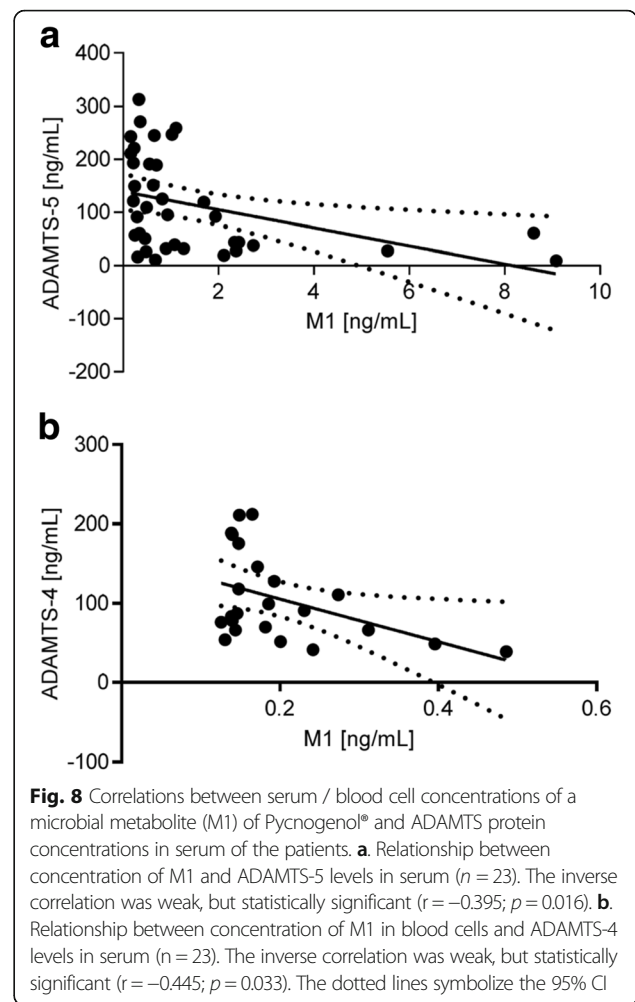 a
400
300
200
100
0
-100
-200
ADAMTS-5 [ng/mL]
2 4 6 8 10
M1 [ng/mL]
b
300
200
100
0
-100
ADAMTS-4 [ng/mL]
0.2 0.4 0.6
M1 [ng/mL]
Fig. 8 Correlations between serum / blood cell concentrations of a
microbial metabolite (M1) of Pycnogenol® and ADAMTS protein
concentrations in serum of the patients. a. Relationship between
concentration of M1 and ADAMTS-5 levels in serum (n = 23). The inverse
correlation was weak, but statistically significant (r = −0.395; p = 0.016). b.
Relationship between concentration of M1 in blood cells and ADAMTS-4
levels in serum (n = 23). The inverse correlation was weak, but statistically
significant (r = −0.445; p = 0.033). The dotted lines symbolize the 95% CI